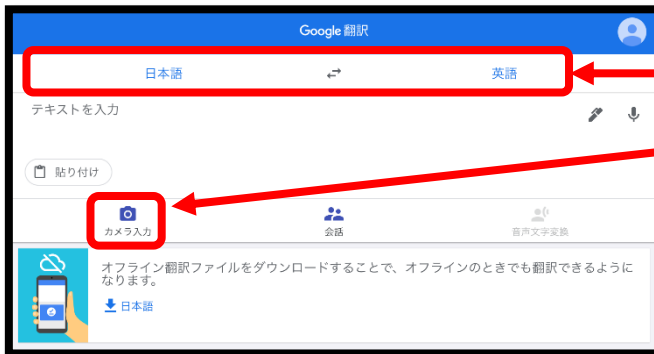 Google 翻訳
日本語
英語
テキストを入力
貼り付け
カメラ入力
会話
音声文字変換
オフライン翻訳ファイルをダウンロードすることで、オフラインのときでも翻訳できるように
なります。
日本語